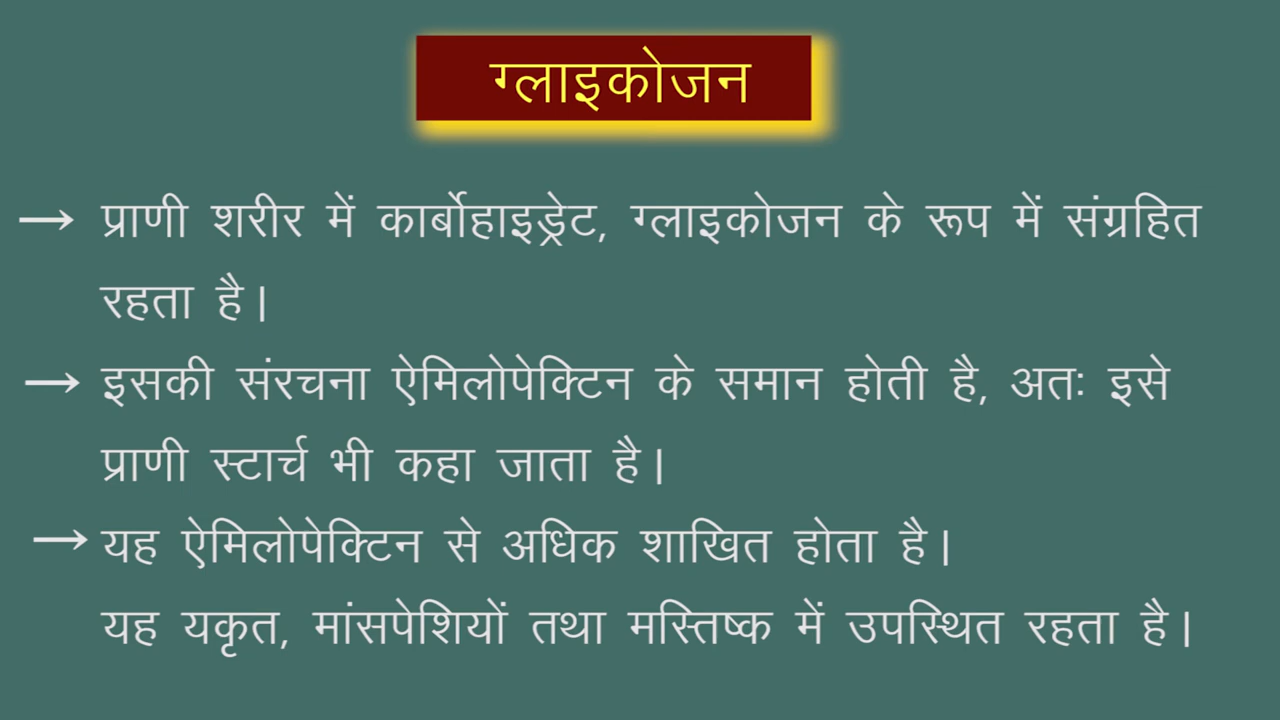 ग्लाइकोजन
→ प्राणी शरीर में कार्बोहाइड्रेट, ग्लाइकोजन के रूप में संग्रहित
रहता है।
→ इसकी संरचना ऐमिलोपेक्टिन के समान होती है, अतः इसे
प्राणी स्टार्च भी कहा जाता है।
→ यह ऐमिलोपेक्टिन से अधिक शाखित होता है।
यह यकृत, मांसपेशियों तथा मस्तिष्क में उपस्थित रहता है।